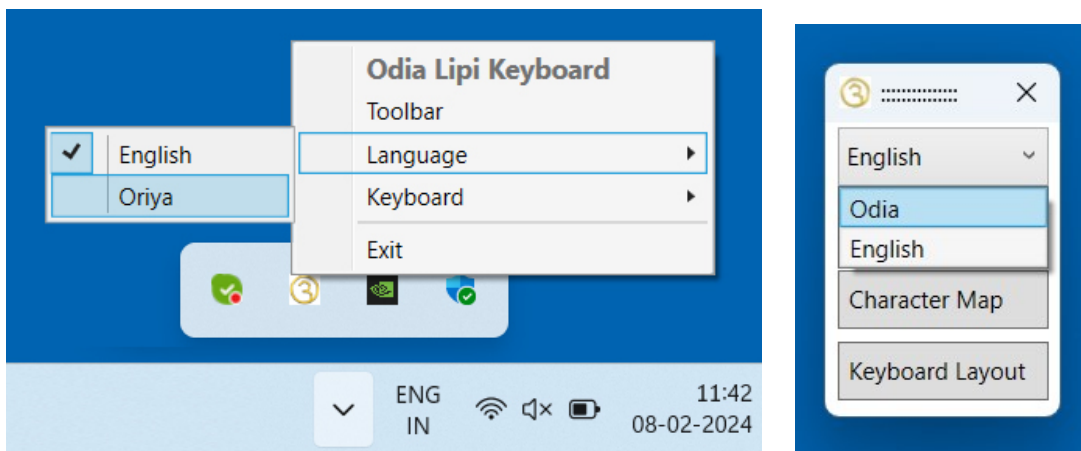 Odia Lipi Keyboard
Toolbar
Language
Keyboard
Exit
English
Oriya
ENG
IN
11:42
08-02-2024
English
Odia
English
Character Map
Keyboard Layout